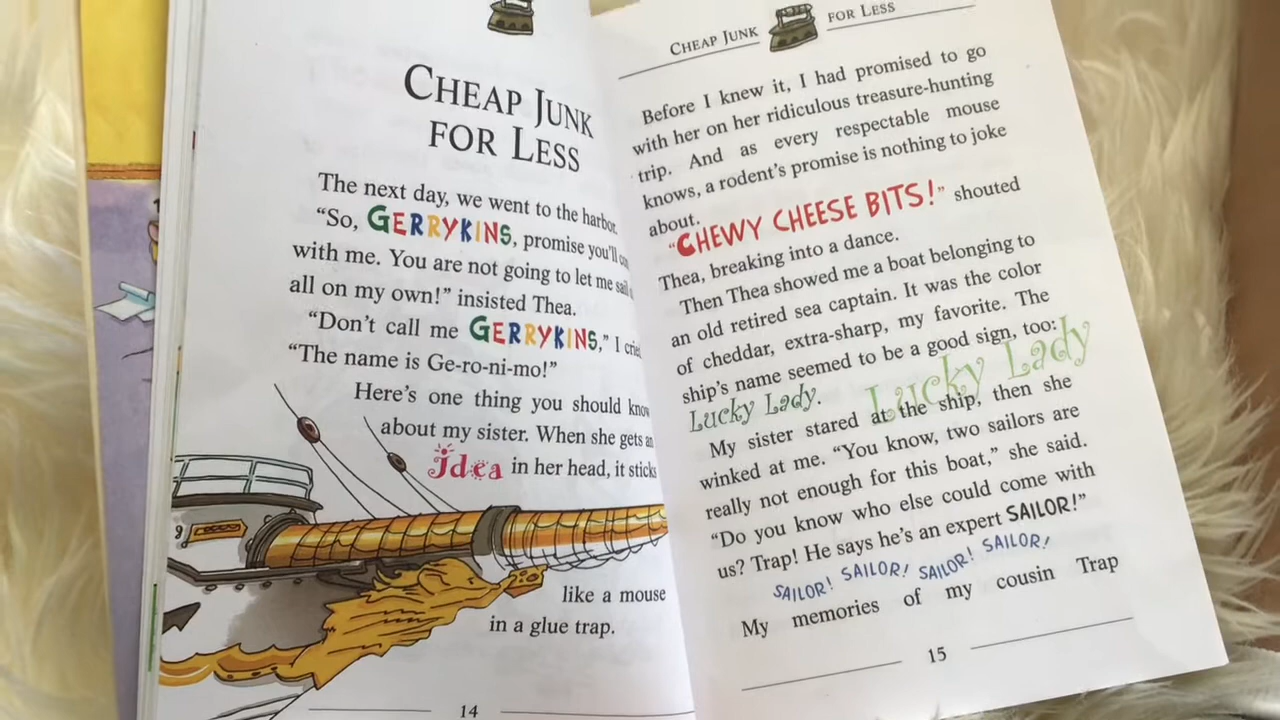 CHEAP JUNK
FOR LESS
The next day, we went to the harbor.
“So, GERRYKINS, promise you'll
with me. You are not going to let me sail
all on my own!” insisted Thea.
“Don't call me GERRYKINS,” I cried
“The name is Ge-ro-ni-mo!”
Here's one thing you should know
about my sister. When she gets an
idea in her head, it sticks
like a mouse
in a glue trap.
14
CHEAP JUNK FOR LESS
Before I knew it, I had promised to go
with her on her ridiculous treasure-hunting
trip. And as every respectable mouse
knows, a rodent's promise is nothing to joke
about.
“CHEWY CHEESE BITS!” shouted
Thea, breaking into a dance.
Then Thea showed me a boat belonging to
an old retired sea captain. It was the color
of cheddar, extra-sharp, my favorite. The
ship's name seemed to be a good sign, too:
Lucky Lady. Lucky Lady
My sister stared at the ship, then she
winked at me. “You know, two sailors are
really not enough for this boat,” she said.
“Do you know who else could come with
us? Trap! He says he's an expert SAILOR!”
SAILOR! SAILOR! SAILOR! SAILOR!
My memories of my cousin Trap
15